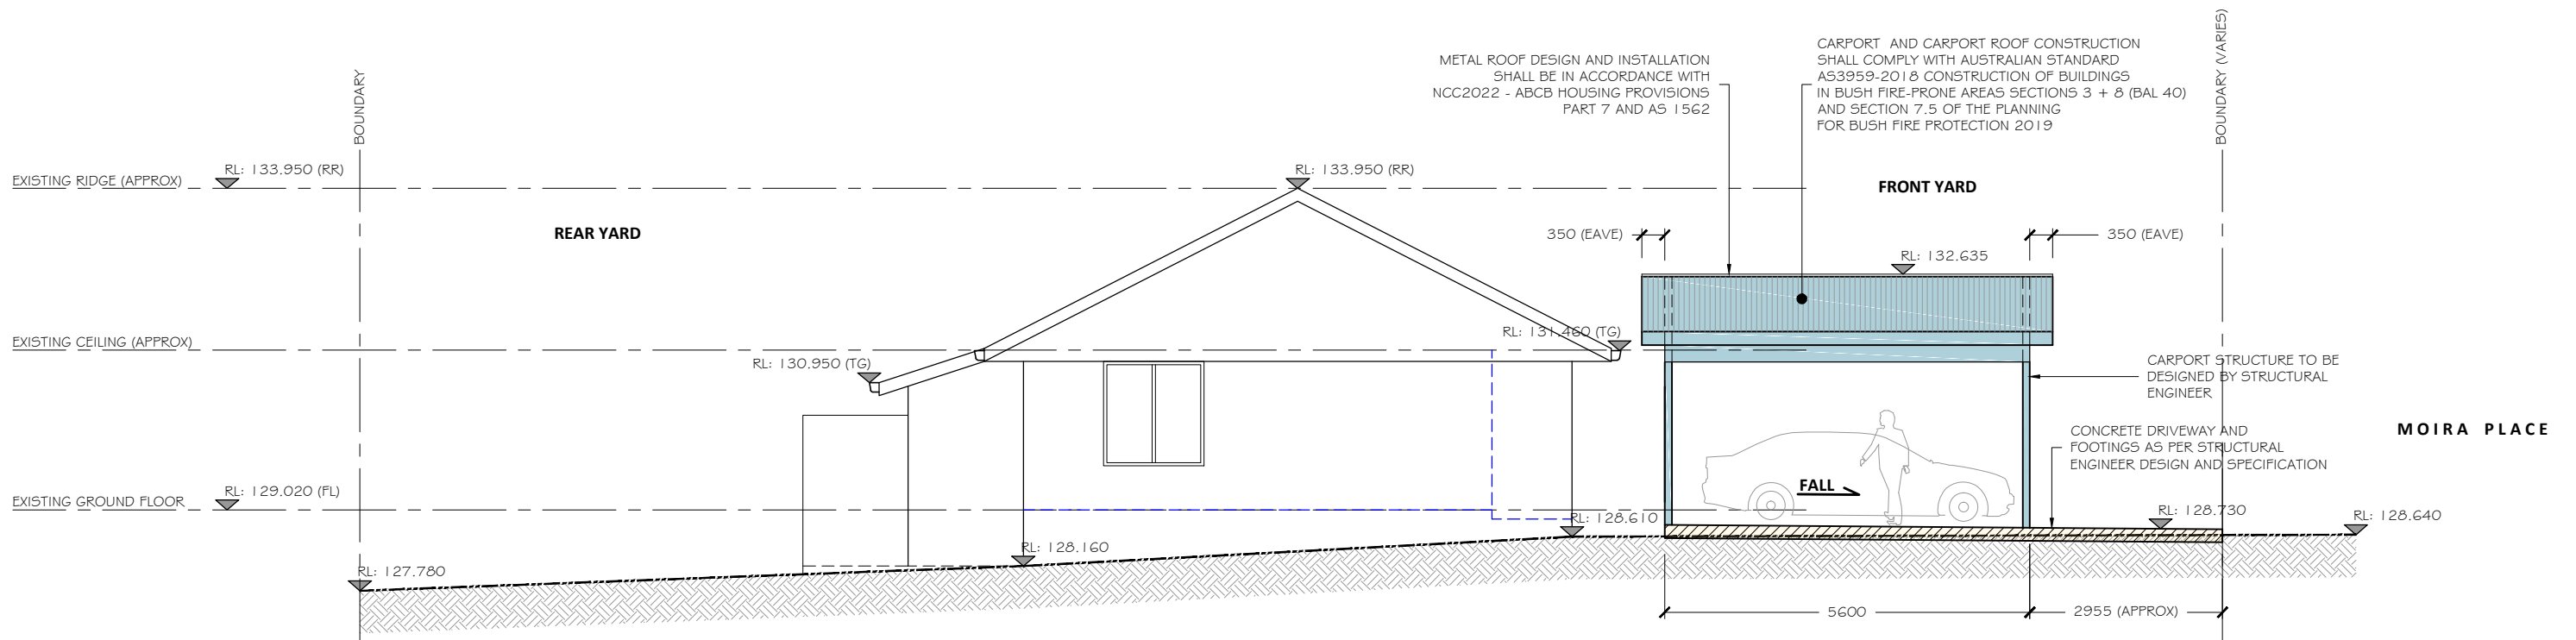 BOUNDARY
BOUNDARY (VARIES)
METAL ROOF DESIGN AND INSTALLATION
SHALL BE IN ACCORDANCE WITH
NCC2022 - ABCB HOUSING PROVISIONS
PART 7 AND AS 1562
CARPORT AND CARPORT ROOF CONSTRUCTION
SHALL COMPLY WITH AUSTRALIAN STANDARD
AS3959-2018 CONSTRUCTION OF BUILDINGS
IN BUSH FIRE-PRONE AREAS SECTIONS 3 + 8 (BAL 40)
AND SECTION 7.5 OF THE PLANNING
FOR BUSH FIRE PROTECTION 2019
EXISTING RIDGE (APPROX)
RL: 133.950 (RR)
RL: 133.950 (RR)
FRONT YARD
REAR YARD
350 (EAVE)
350 (EAVE)
RL: 132.635
EXISTING CEILING (APPROX)
RL: 131.460 (TG)
RL: 130.950 (TG)
CARPORT STRUCTURE TO BE
DESIGNED BY STRUCTURAL
ENGINEER
CONCRETE DRIVEWAY AND
FOOTINGS AS PER STRUCTURAL
ENGINEER DESIGN AND SPECIFICATION
MOIRA PLACE
EXISTING GROUND FLOOR
RL: 129.020 (FL)
FALL
RL: 128.610
RL: 128.730
RL: 128.640
RL: 128.160
RL: 127.780
5600
2955 (APPROX)